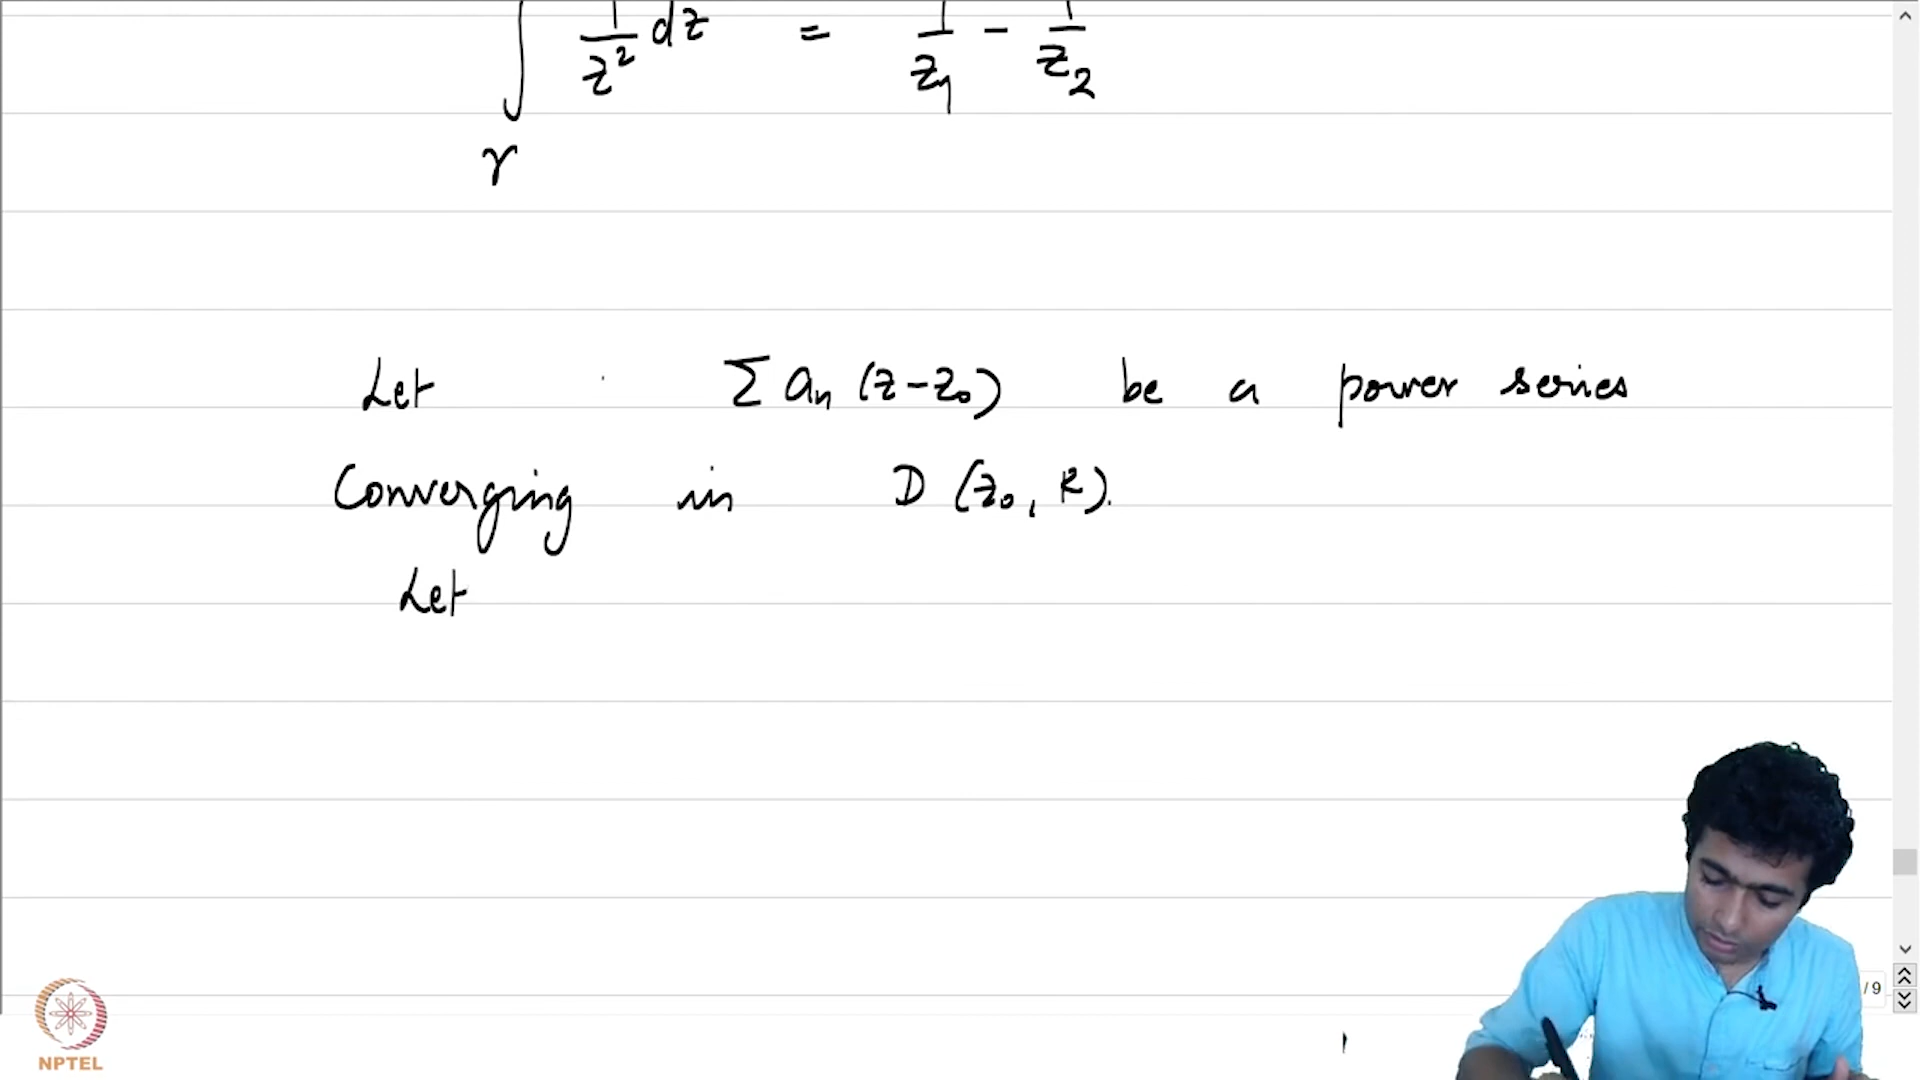 ∫ 1/z² dz = 1/z₁ - 1/z₂
γ
Let Σ aₙ (z-z₀) be a power series
Converging in D (z₀, R).
Let
/9
NPTEL